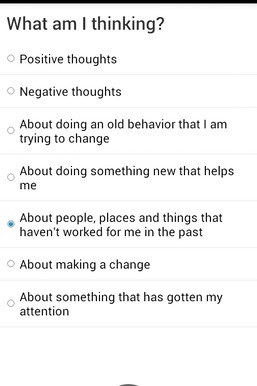 What am I thinking?
Positive thoughts
Negative thoughts
About doing an old behavior that I am
trying to change
About doing something new that helps
me
About people, places and things that
haven't worked for me in the past
About making a change
About something that has gotten my
attention